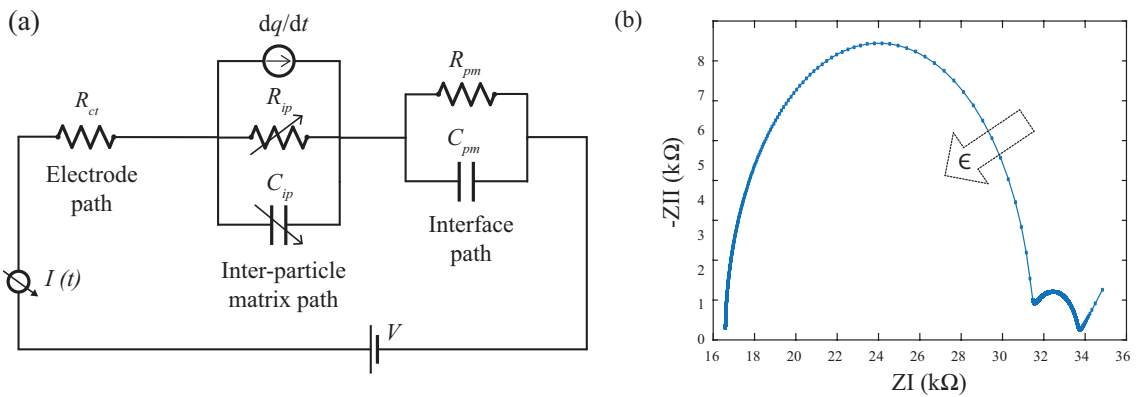 (a)
dq/dt
R_ct
Electrode
path
R_ip
C_ip
Inter-particle
matrix path
R_pm
C_pm
Interface
path
I (t)
V
(b)
-ZII (kΩ)
8
7
6
5
4
3
2
1
0
ϵ
16 18 20 22 24 26 28 30 32 34 36
ZI (kΩ)